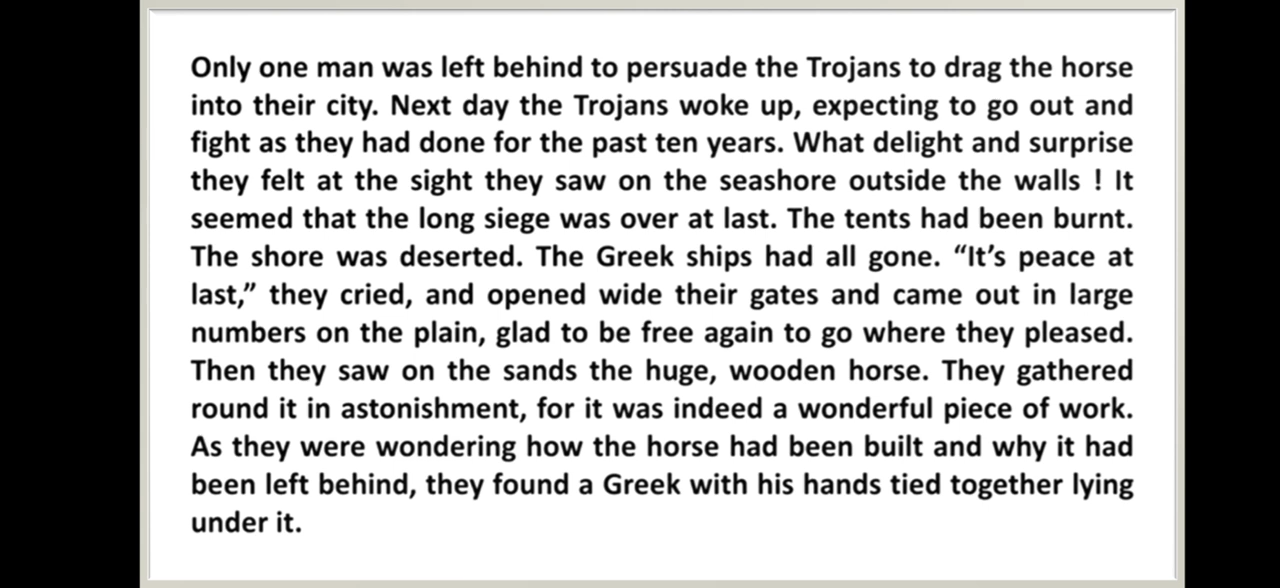 Only one man was left behind to persuade the Trojans to drag the horse
into their city. Next day the Trojans woke up, expecting to go out and
fight as they had done for the past ten years. What delight and surprise
they felt at the sight they saw on the seashore outside the walls ! It
seemed that the long siege was over at last. The tents had been burnt.
The shore was deserted. The Greek ships had all gone. “It’s peace at
last,” they cried, and opened wide their gates and came out in large
numbers on the plain, glad to be free again to go where they pleased.
Then they saw on the sands the huge, wooden horse. They gathered
round it in astonishment, for it was indeed a wonderful piece of work.
As they were wondering how the horse had been built and why it had
been left behind, they found a Greek with his hands tied together lying
under it.